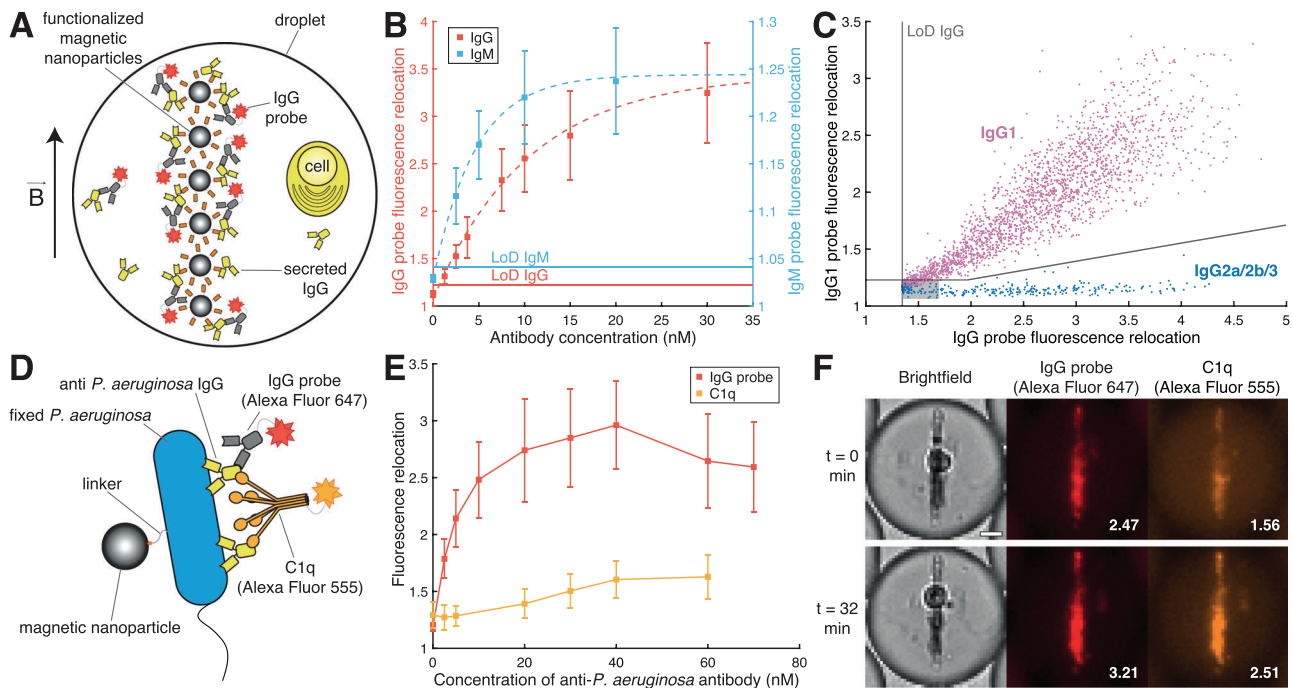 A
functionalized
magnetic
nanoparticles
droplet
IgG
probe
cell
B
secreted
IgG
B
IgG
IgM
IgG probe fluorescence relocation
4
3.5
3
2.5
2
1.5
1
LoD IgM
LoD IgG
0 5 10 15 20 25 30 35
Antibody concentration (nM)
1.3
1.25
1.2
1.15
1.1
1.05
1
IgM probe fluorescence relocation
C
LoD IgG
IgG1 probe fluorescence relocation
3.5
3
2.5
2
1.5
1
IgG1
IgG2a/2b/3
1 1.5 2 2.5 3 3.5 4 4.5 5
IgG probe fluorescence relocation
D
anti P. aeruginosa IgG
fixed P. aeruginosa
IgG probe
(Alexa Fluor 647)
linker
C1q
(Alexa Fluor 555)
magnetic nanoparticle
E
IgG probe
C1q
Fluorescence relocation
3.5
3
2.5
2
1.5
1
0 20 40 60 80
Concentration of anti-P. aeruginosa antibody (nM)
F
Brightfield
IgG probe
(Alexa Fluor 647)
C1q
(Alexa Fluor 555)
t = 0
min
2.47
1.56
t = 32
min
3.21
2.51